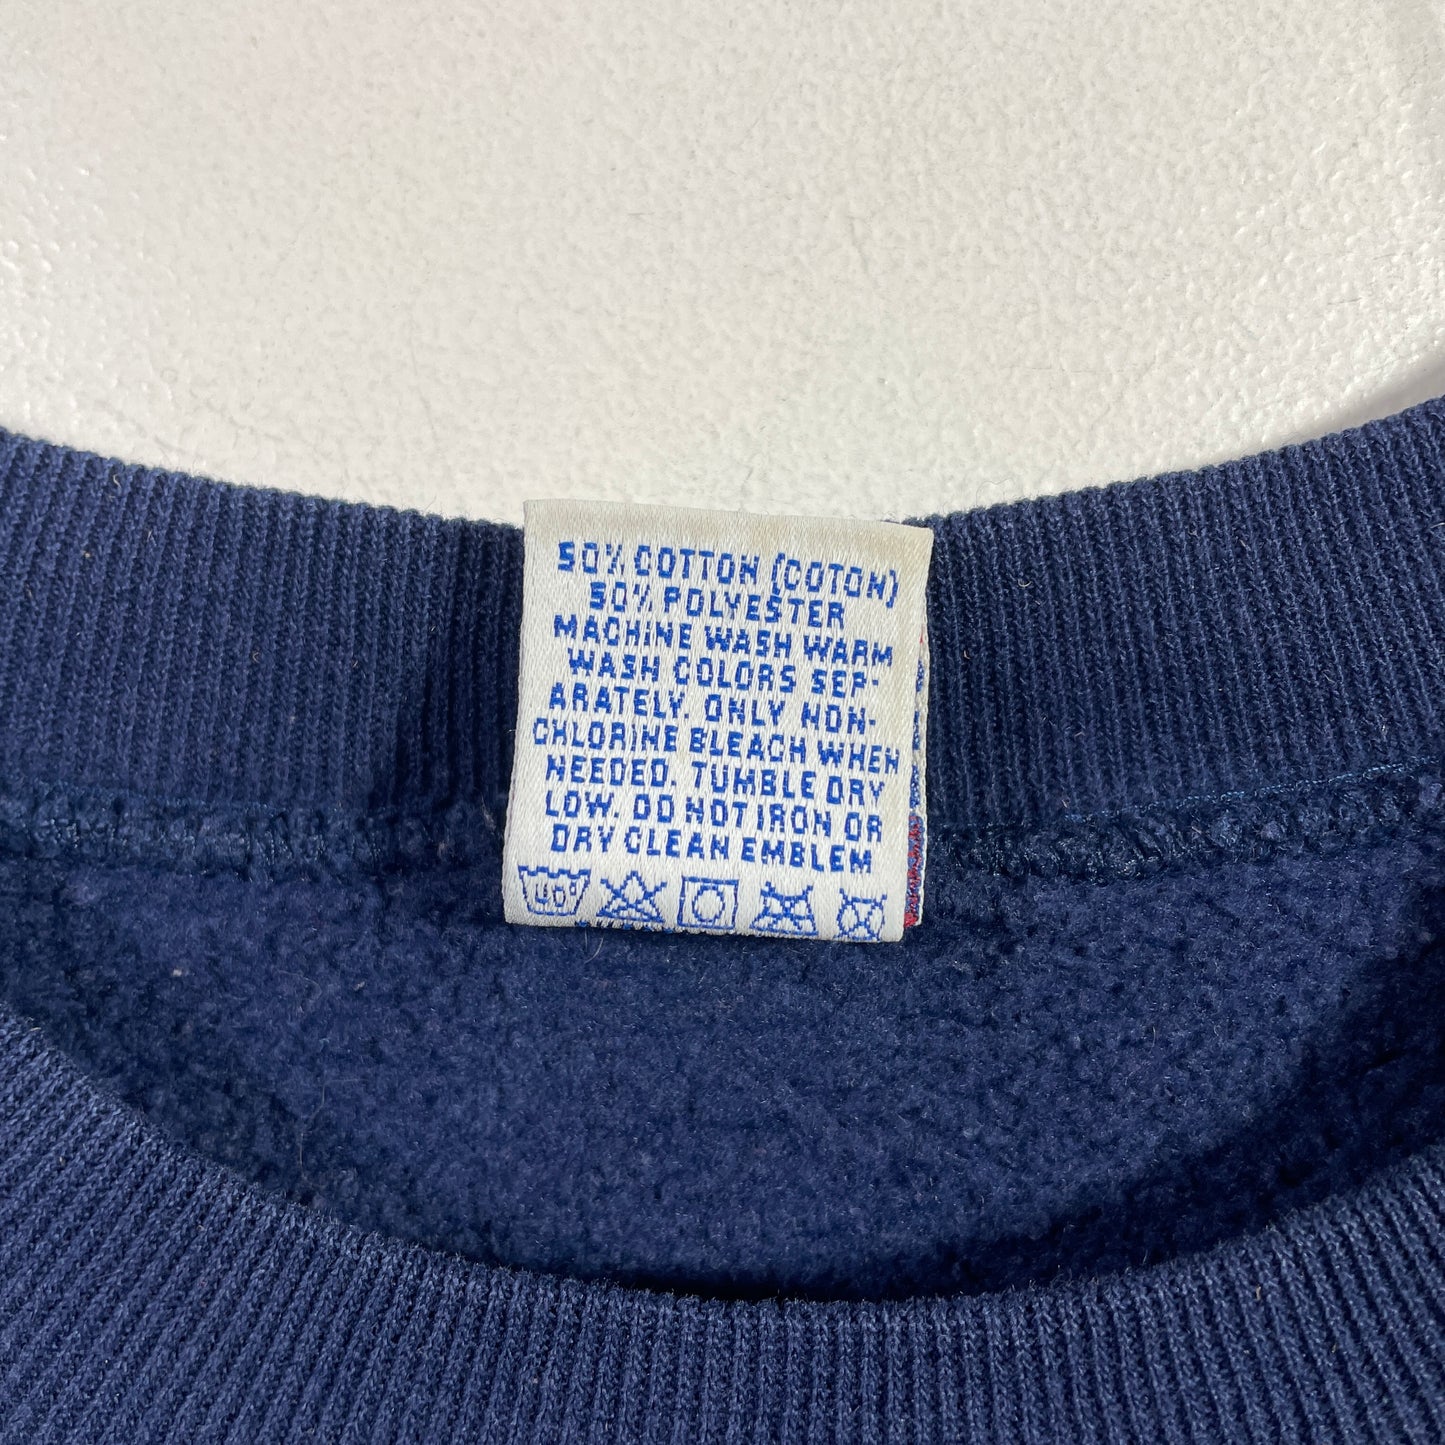 50% COTTON (COTON)
50% POLYESTER
MACHINE WASH WARM
WASH COLORS SEP-
ARATELY. ONLY NON-
CHLORINE BLEACH WHEN
NEEDED. TUMBLE DRY
LOW. DO NOT IRON OR
DRY CLEAN EMBLEM
40°